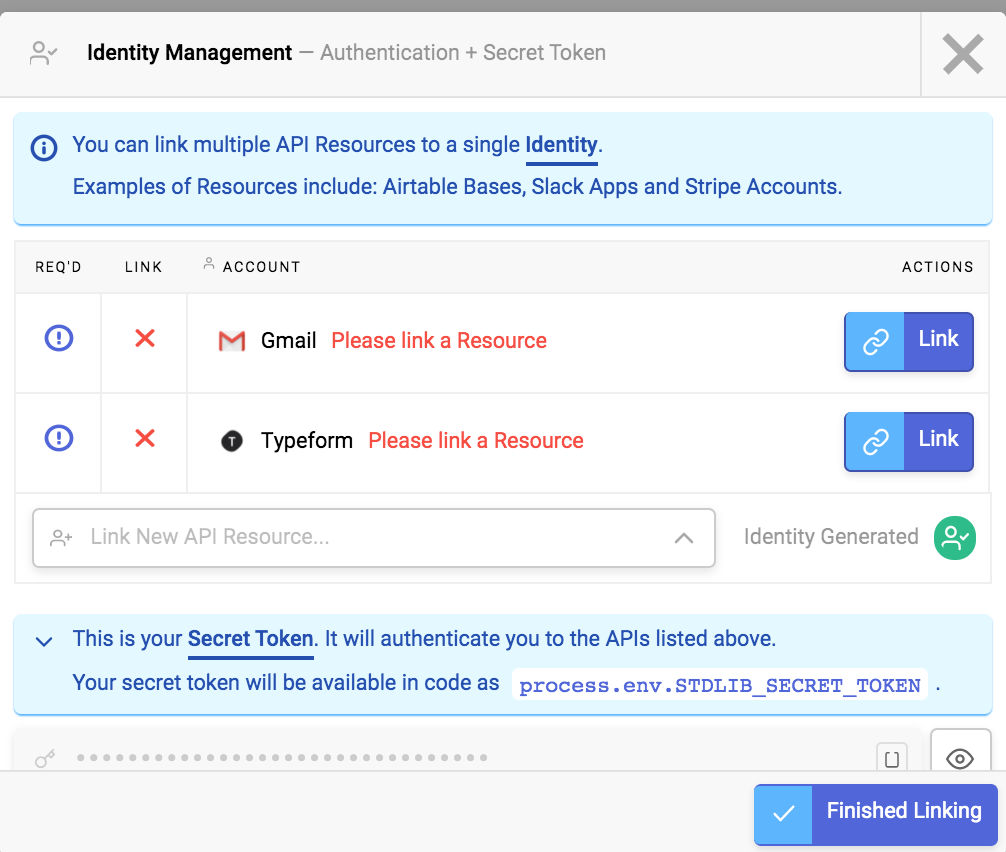 Identity Management — Authentication + Secret Token
You can link multiple API Resources to a single Identity.
Examples of Resources include: Airtable Bases, Slack Apps and Stripe Accounts.
REQ'D LINK ACCOUNT ACTIONS
Gmail Please link a Resource Link
T Typeform Please link a Resource Link
Link New API Resource... Identity Generated
This is your Secret Token. It will authenticate you to the APIs listed above.
Your secret token will be available in code as process.env.STDLIB_SECRET_TOKEN .
Finished Linking